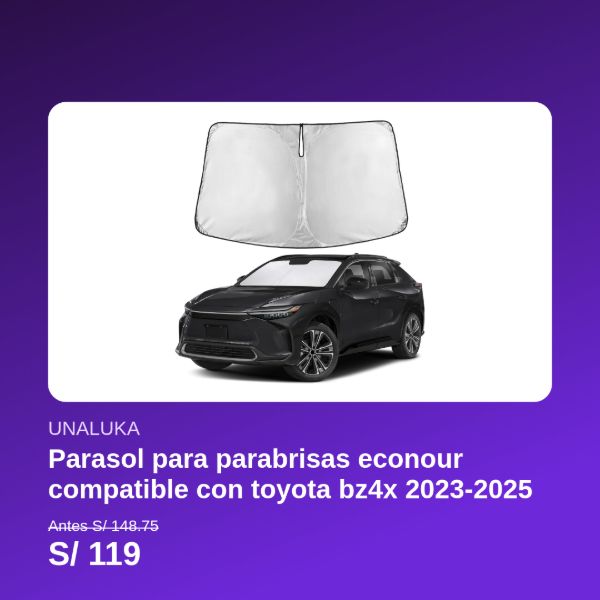 UNALUKA
Parasol para parabrisas econour
compatible con toyota bz4x 2023-2025
Antes S/ 148.75
S/ 119